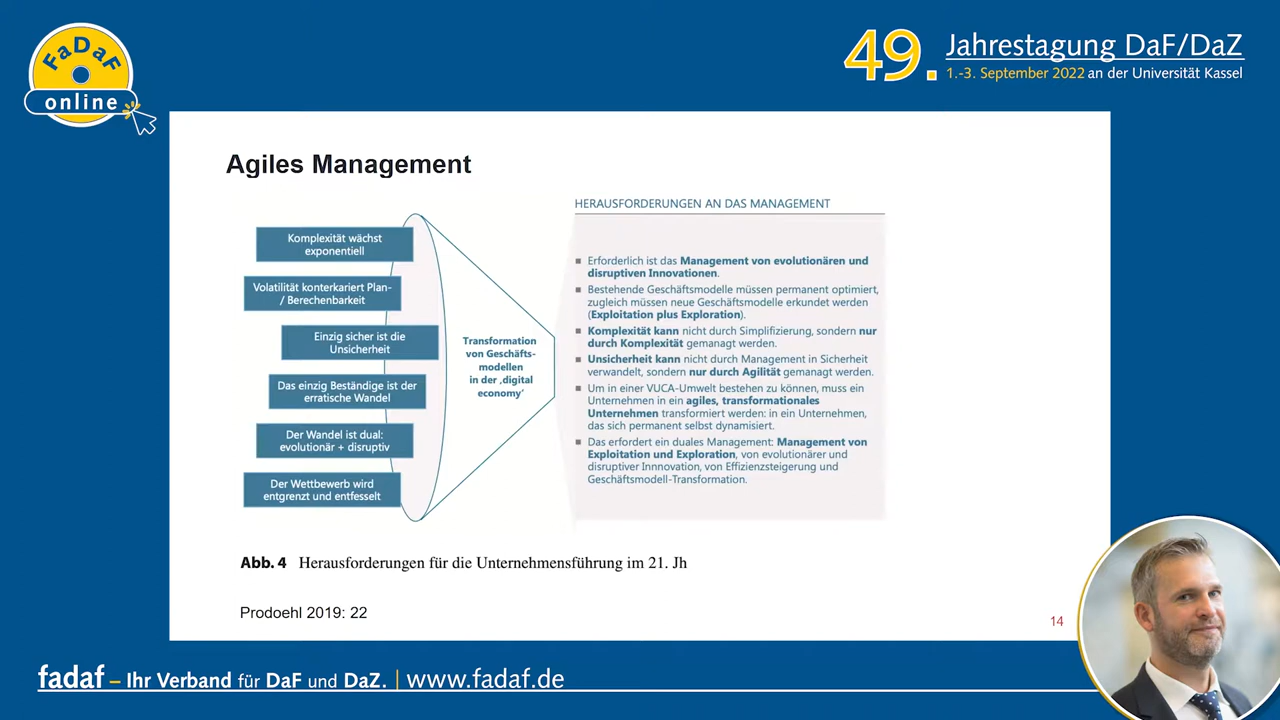 FaDaF
online
49. Jahrestagung DaF/DaZ
1.-3. September 2022 an der Universität Kassel
Agiles Management
Komplexität wächst
exponentiell
Volatilität konterkariert Plan-
/ Berechenbarkeit
Einzig sicher ist die
Unsicherheit
Das einzig Beständige ist der
erratische Wandel
Der Wandel ist dual:
evolutionär + disruptiv
Der Wettbewerb wird
entgrenzt und entfesselt
Transformation
von Geschäfts-
modellen
in der ‚digital
economy‘
HERAUSFORDERUNGEN AN DAS MANAGEMENT
Erforderlich ist das Management von evolutionären und
disruptiven Innovationen.
Bestehende Geschäftsmodelle müssen permanent optimiert,
zugleich müssen neue Geschäftsmodelle erkundet werden
(Exploitation plus Exploration).
Komplexität kann nicht durch Simplifizierung, sondern nur
durch Komplexität gemanagt werden.
Unsicherheit kann nicht durch Management in Sicherheit
verwandelt, sondern nur durch Agilität gemanagt werden.
Um in einer VUCA-Umwelt bestehen zu können, muss ein
Unternehmen in ein agiles, transformationales
Unternehmen transformiert werden: in ein Unternehmen,
das sich permanent selbst dynamisiert.
Das erfordert ein duales Management: Management von
Exploitation und Exploration, von evolutionärer und
disruptiver Innnovation, von Effizienzsteigerung und
Geschäftsmodell-Transformation.
Abb. 4 Herausforderungen für die Unternehmensführung im 21. Jh
Prodoehl 2019: 22
14
fadaf – Ihr Verband für DaF und DaZ. | www.fadaf.de